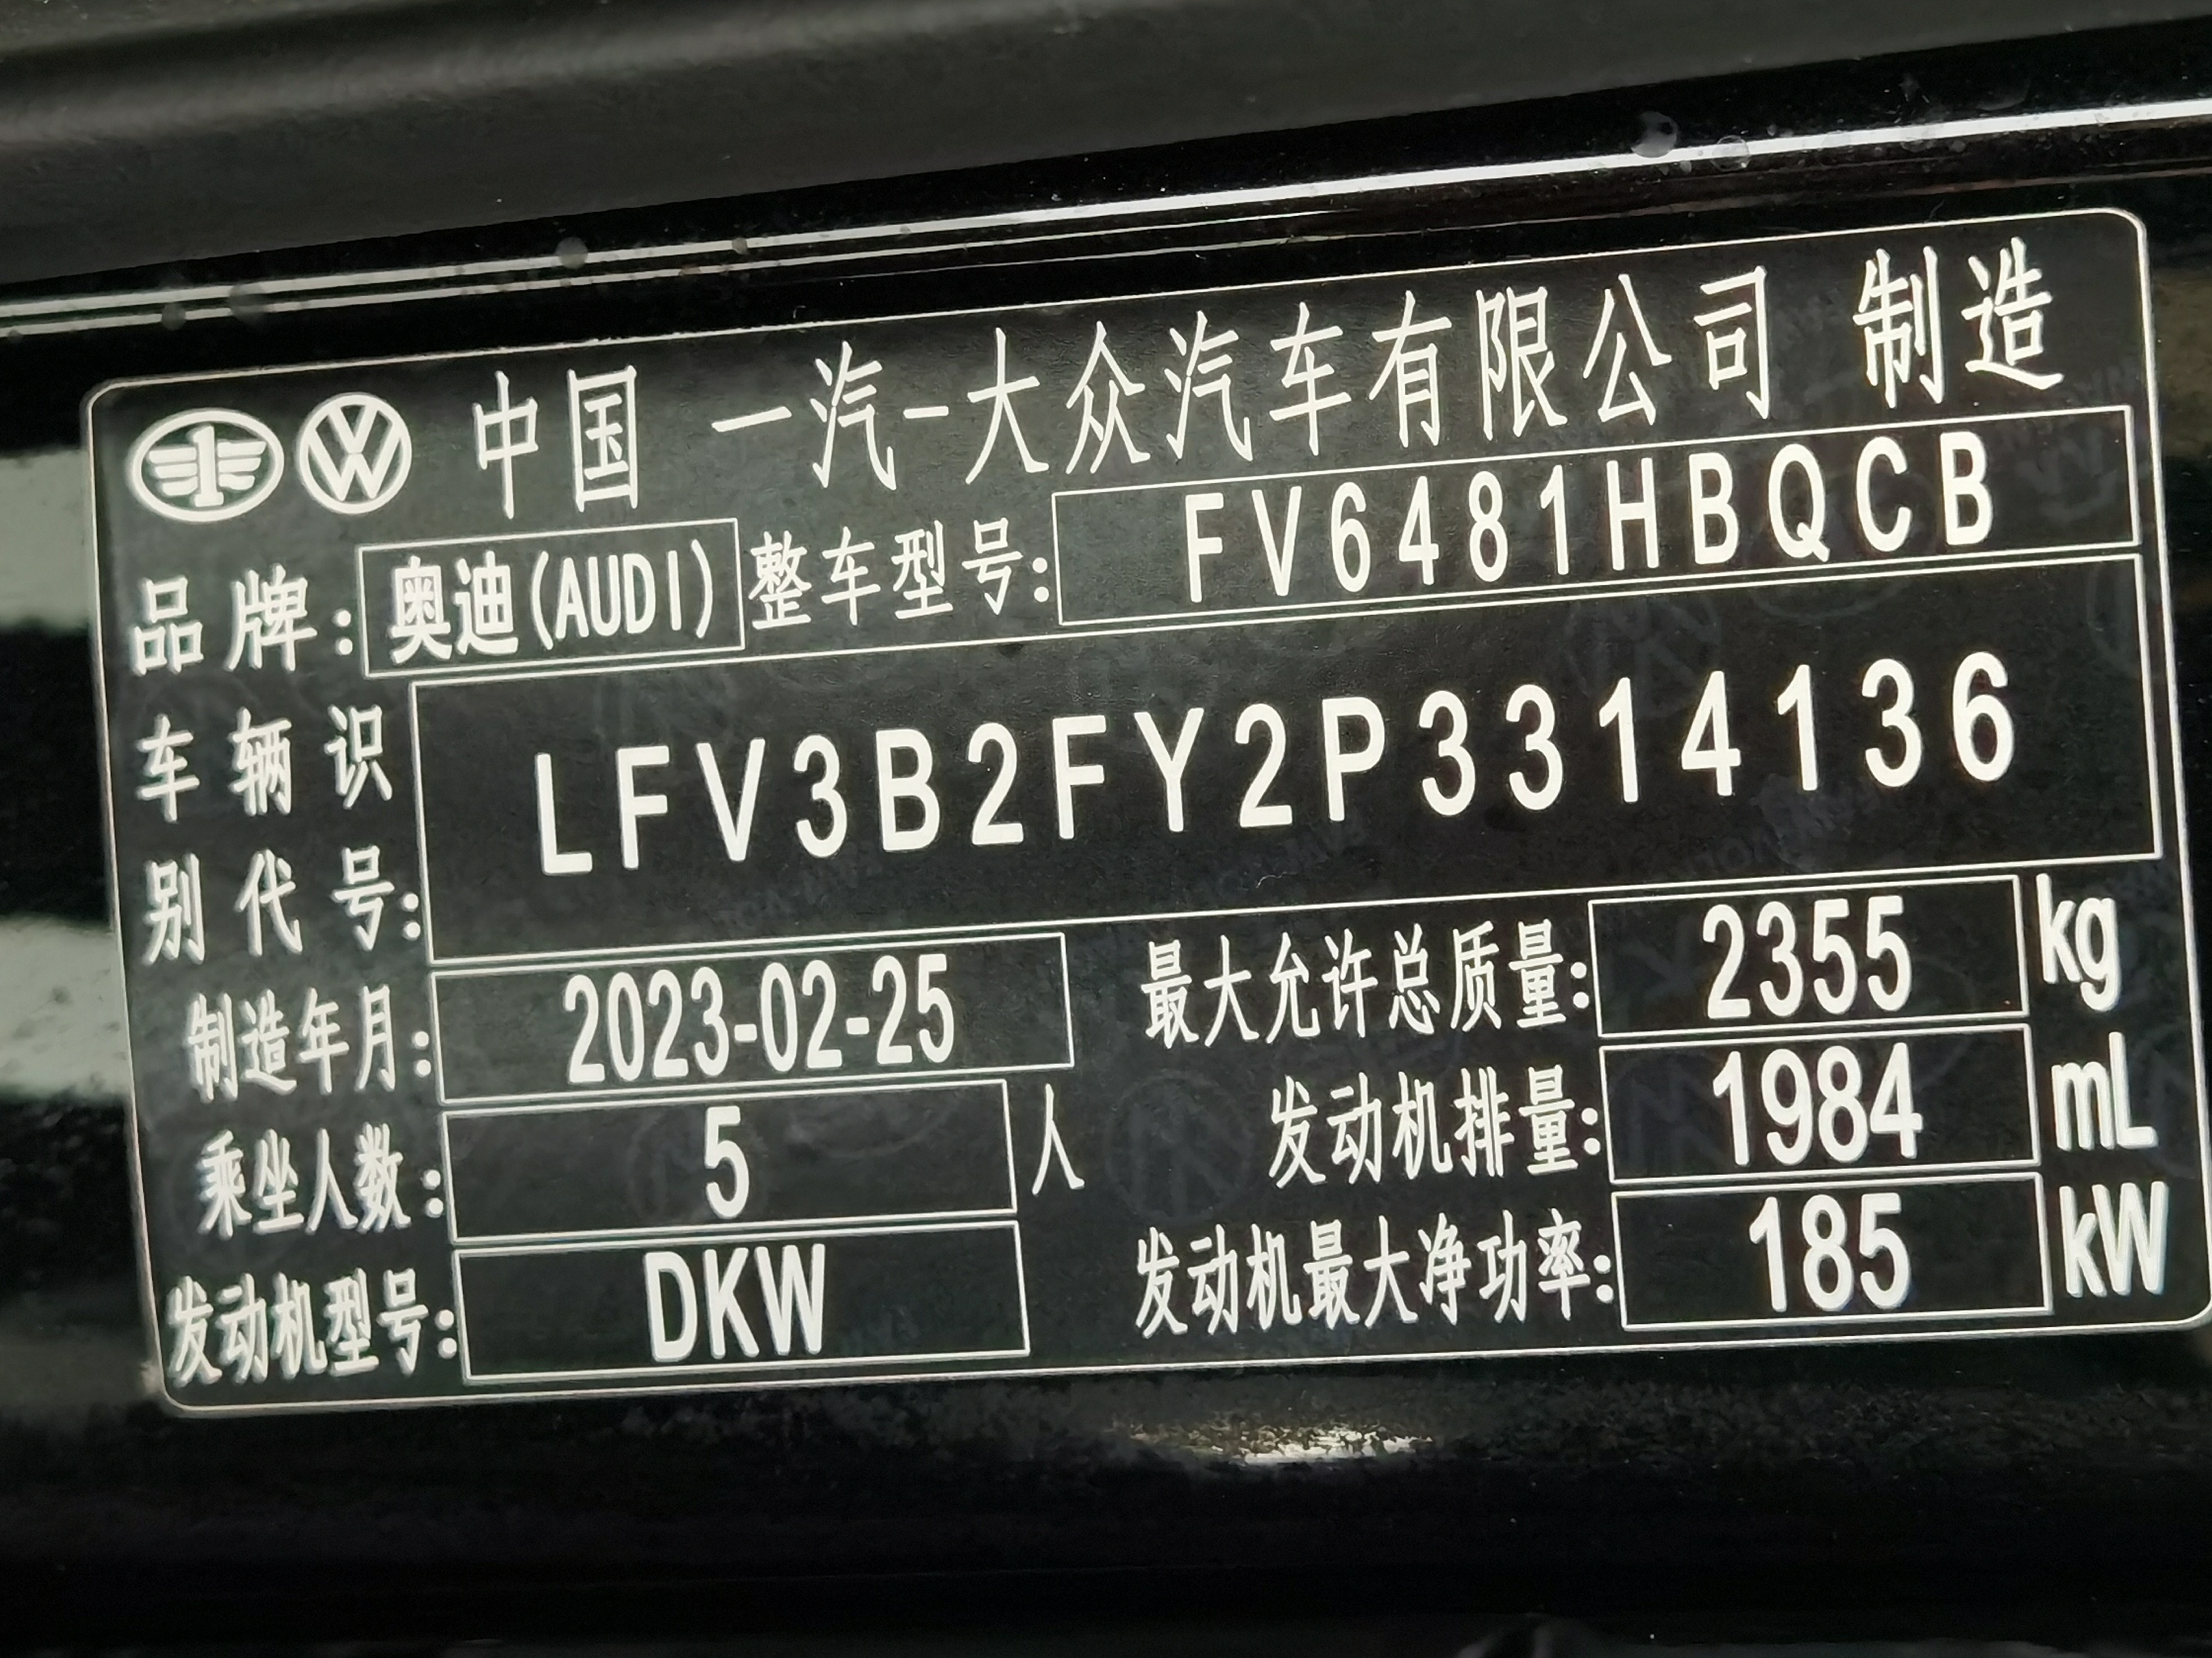 中国 一汽-大众汽车有限公司 制造
品牌: 奥迪(AUDI) 整车型号: FV6481HBQCB
车辆识别代号: LFV3B2FY2P3314136
制造年月: 2023-02-25 最大允许总质量: 2355 kg
乘坐人数: 5 人 发动机排量: 1984 mL
发动机型号: DKW 发动机最大净功率: 185 kW